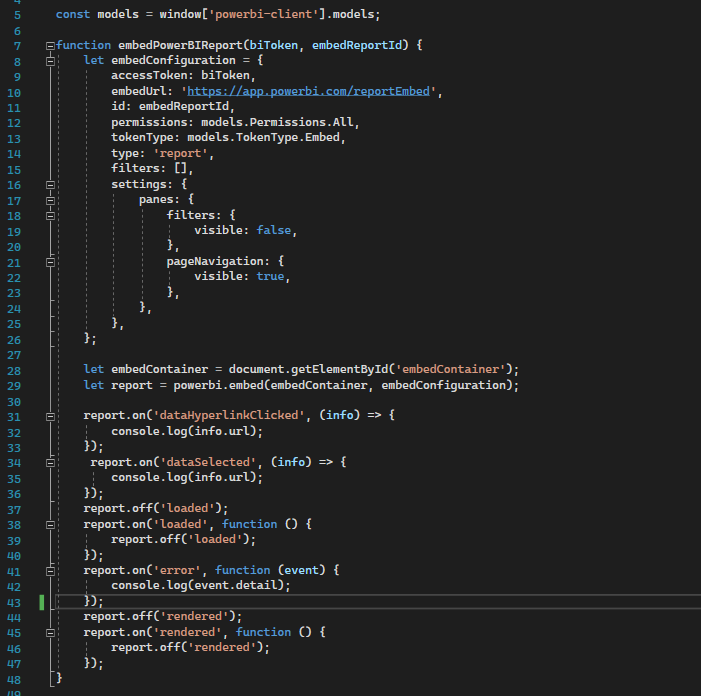 5 const models = window['powerbi-client'].models;
6
7 function embedPowerBIReport(biToken, embedReportId) {
8 let embedConfiguration = {
9 accessToken: biToken,
10 embedUrl: 'https://app.powerbi.com/reportEmbed',
11 id: embedReportId,
12 permissions: models.Permissions.All,
13 tokenType: models.TokenType.Embed,
14 type: 'report',
15 filters: [],
16 settings: {
17 panes: {
18 filters: {
19 visible: false,
20 },
21 pageNavigation: {
22 visible: true,
23 },
24 },
25 },
26 };
27
28 let embedContainer = document.getElementById('embedContainer');
29 let report = powerbi.embed(embedContainer, embedConfiguration);
30
31 report.on('dataHyperlinkClicked', (info) => {
32 console.log(info.url);
33 });
34 report.on('dataSelected', (info) => {
35 console.log(info.url);
36 });
37 report.off('loaded');
38 report.on('loaded', function () {
39 report.off('loaded');
40 });
41 report.on('error', function (event) {
42 console.log(event.detail);
43 });
44 report.off('rendered');
45 report.on('rendered', function () {
46 report.off('rendered');
47 });
48 }